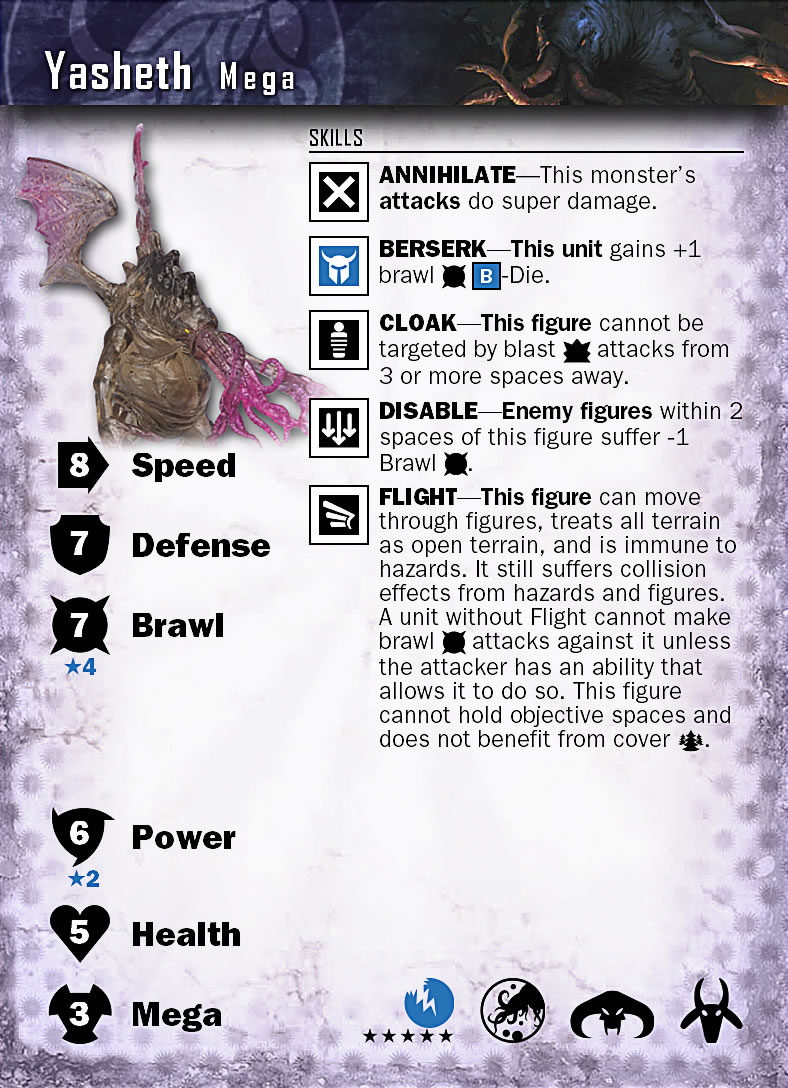 Yasheth Mega
SKILLS
ANNIHILATE—This monster's
attacks do super damage.
BERSERK—This unit gains +1
brawl B-Die.
CLOAK—This figure cannot be
targeted by blast attacks from
3 or more spaces away.
DISABLE—Enemy figures within 2
spaces of this figure suffer -1
Brawl .
FLIGHT—This figure can move
through figures, treats all terrain
as open terrain, and is immune to
hazards. It still suffers collision
effects from hazards and figures.
A unit without Flight cannot make
brawl attacks against it unless
the attacker has an ability that
allows it to do so. This figure
cannot hold objective spaces and
does not benefit from cover .
8 Speed
7 Defense
7 Brawl
★4
6 Power
★2
5 Health
3 Mega
★★★★★